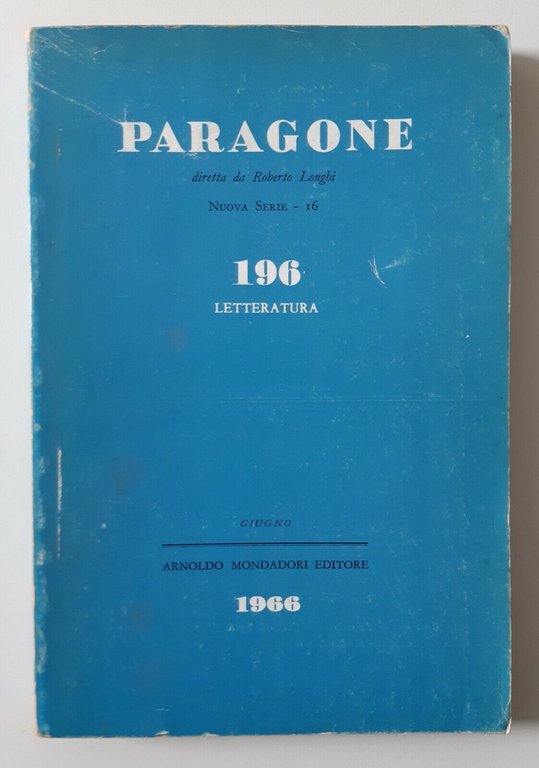 PARAGONE
diretta da Roberto Longhi
NUOVA SERIE - 16
196
LETTERATURA
GIUGNO
ARNOLDO MONDADORI EDITORE
1966